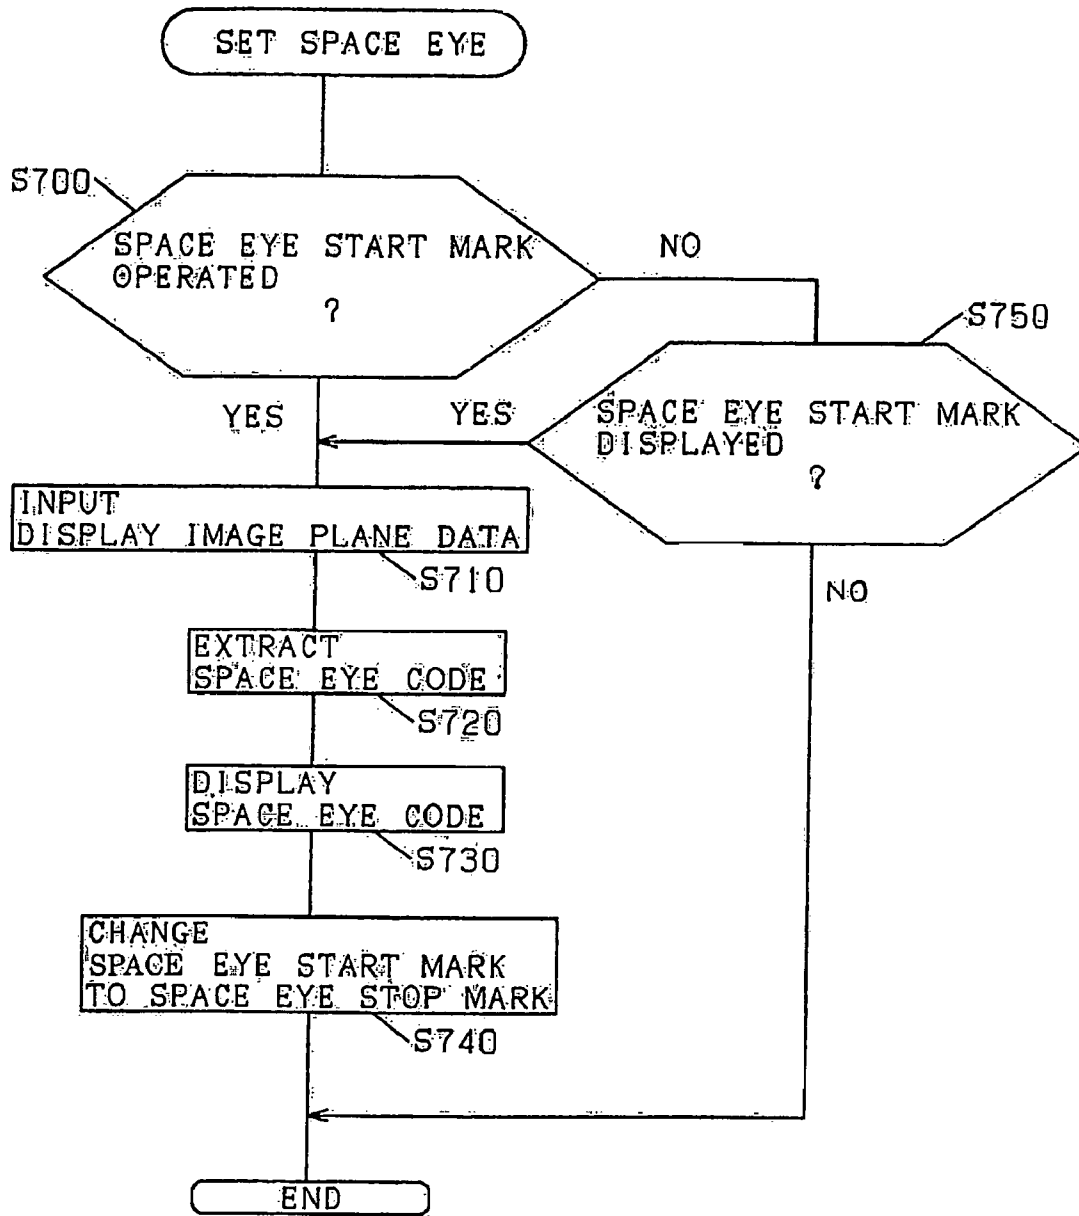 SET SPACE EYE
S700
SPACE EYE START MARK
OPERATED
?
NO
S750
YES
YES
SPACE EYE START MARK
DISPLAYED
?
INPUT
DISPLAY IMAGE PLANE DATA
S710
NO
EXTRACT
SPACE EYE CODE
S720
DISPLAY
SPACE EYE CODE
S730
CHANGE
SPACE EYE START MARK
TO SPACE EYE STOP MARK
S740
END